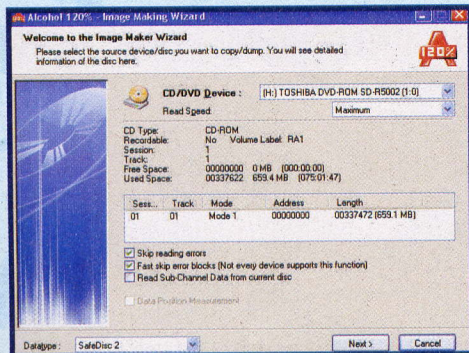 Alcohol 120% - Image Making Wizard
Welcome to the Image Maker Wizard
Please select the source device/disc you want to copy/dump. You will see detailed
information of the disc here.
120%
CD/DVD Device : (H:) TOSHIBA DVD-ROM SD-R5002 (1:0)
Read Speed: Maximum
CD Type: CD-ROM
Recordable: No Volume Label: RA1
Session: 1
Track: 1
Free Space: 00000000 0 MB (000:00:00)
Used Space: 00337622 659.4 MB (075:01:47)
Sess... Track Mode Address Length
01 01 Mode 1 00000000 00337472 (659.1 MB)
Skip reading errors
Fast skip error blocks (Not every device supports this function)
Read Sub-Channel Data from current disc
Data Position Measurement
Datatype : SafeDisc 2 Next > Cancel